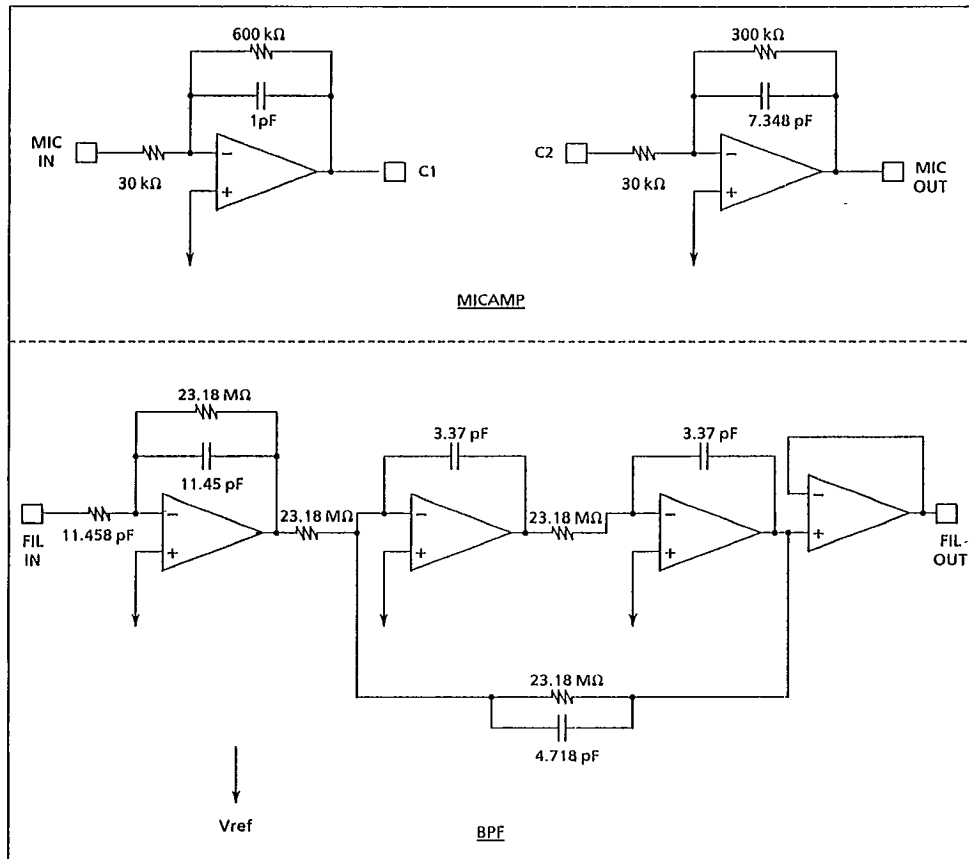 600 kΩ
1pF
MIC
IN
30 kΩ
−
+
C1
300 kΩ
7.348 pF
C2
30 kΩ
−
+
MIC
OUT
MICAMP
23.18 MΩ
11.45 pF
FIL
IN
11.458 pF
−
+
23.18 MΩ
3.37 pF
−
+
23.18 MΩ
3.37 pF
−
+
−
+
FIL-
OUT
23.18 MΩ
4.718 pF
Vref
BPF